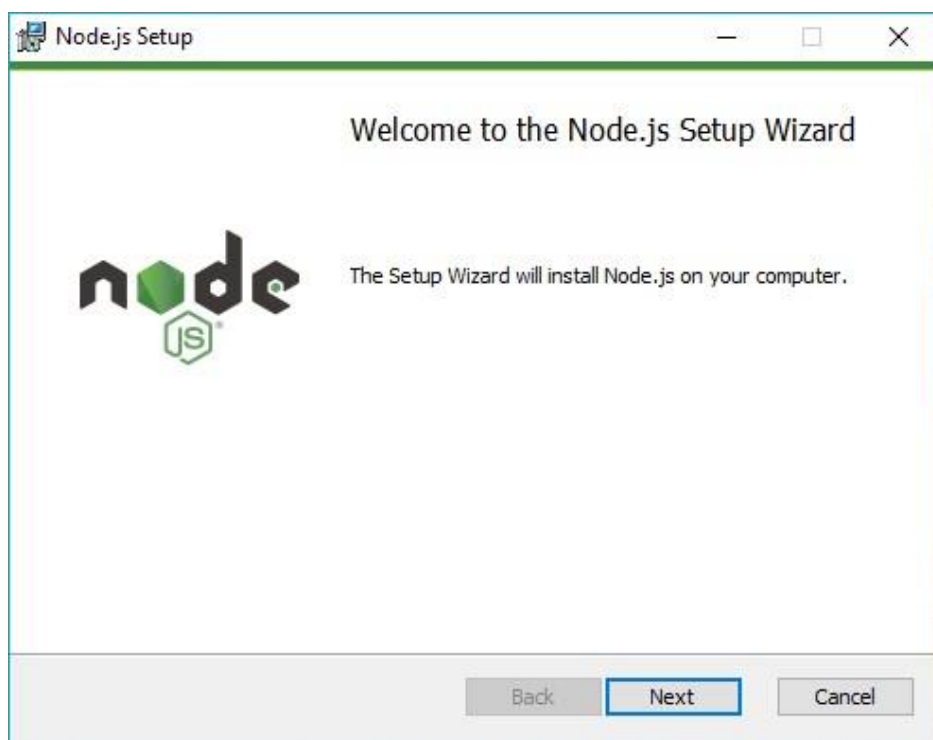 Node.js Setup
Welcome to the Node.js Setup Wizard
node
JS®
The Setup Wizard will install Node.js on your computer.
Back
Next
Cancel